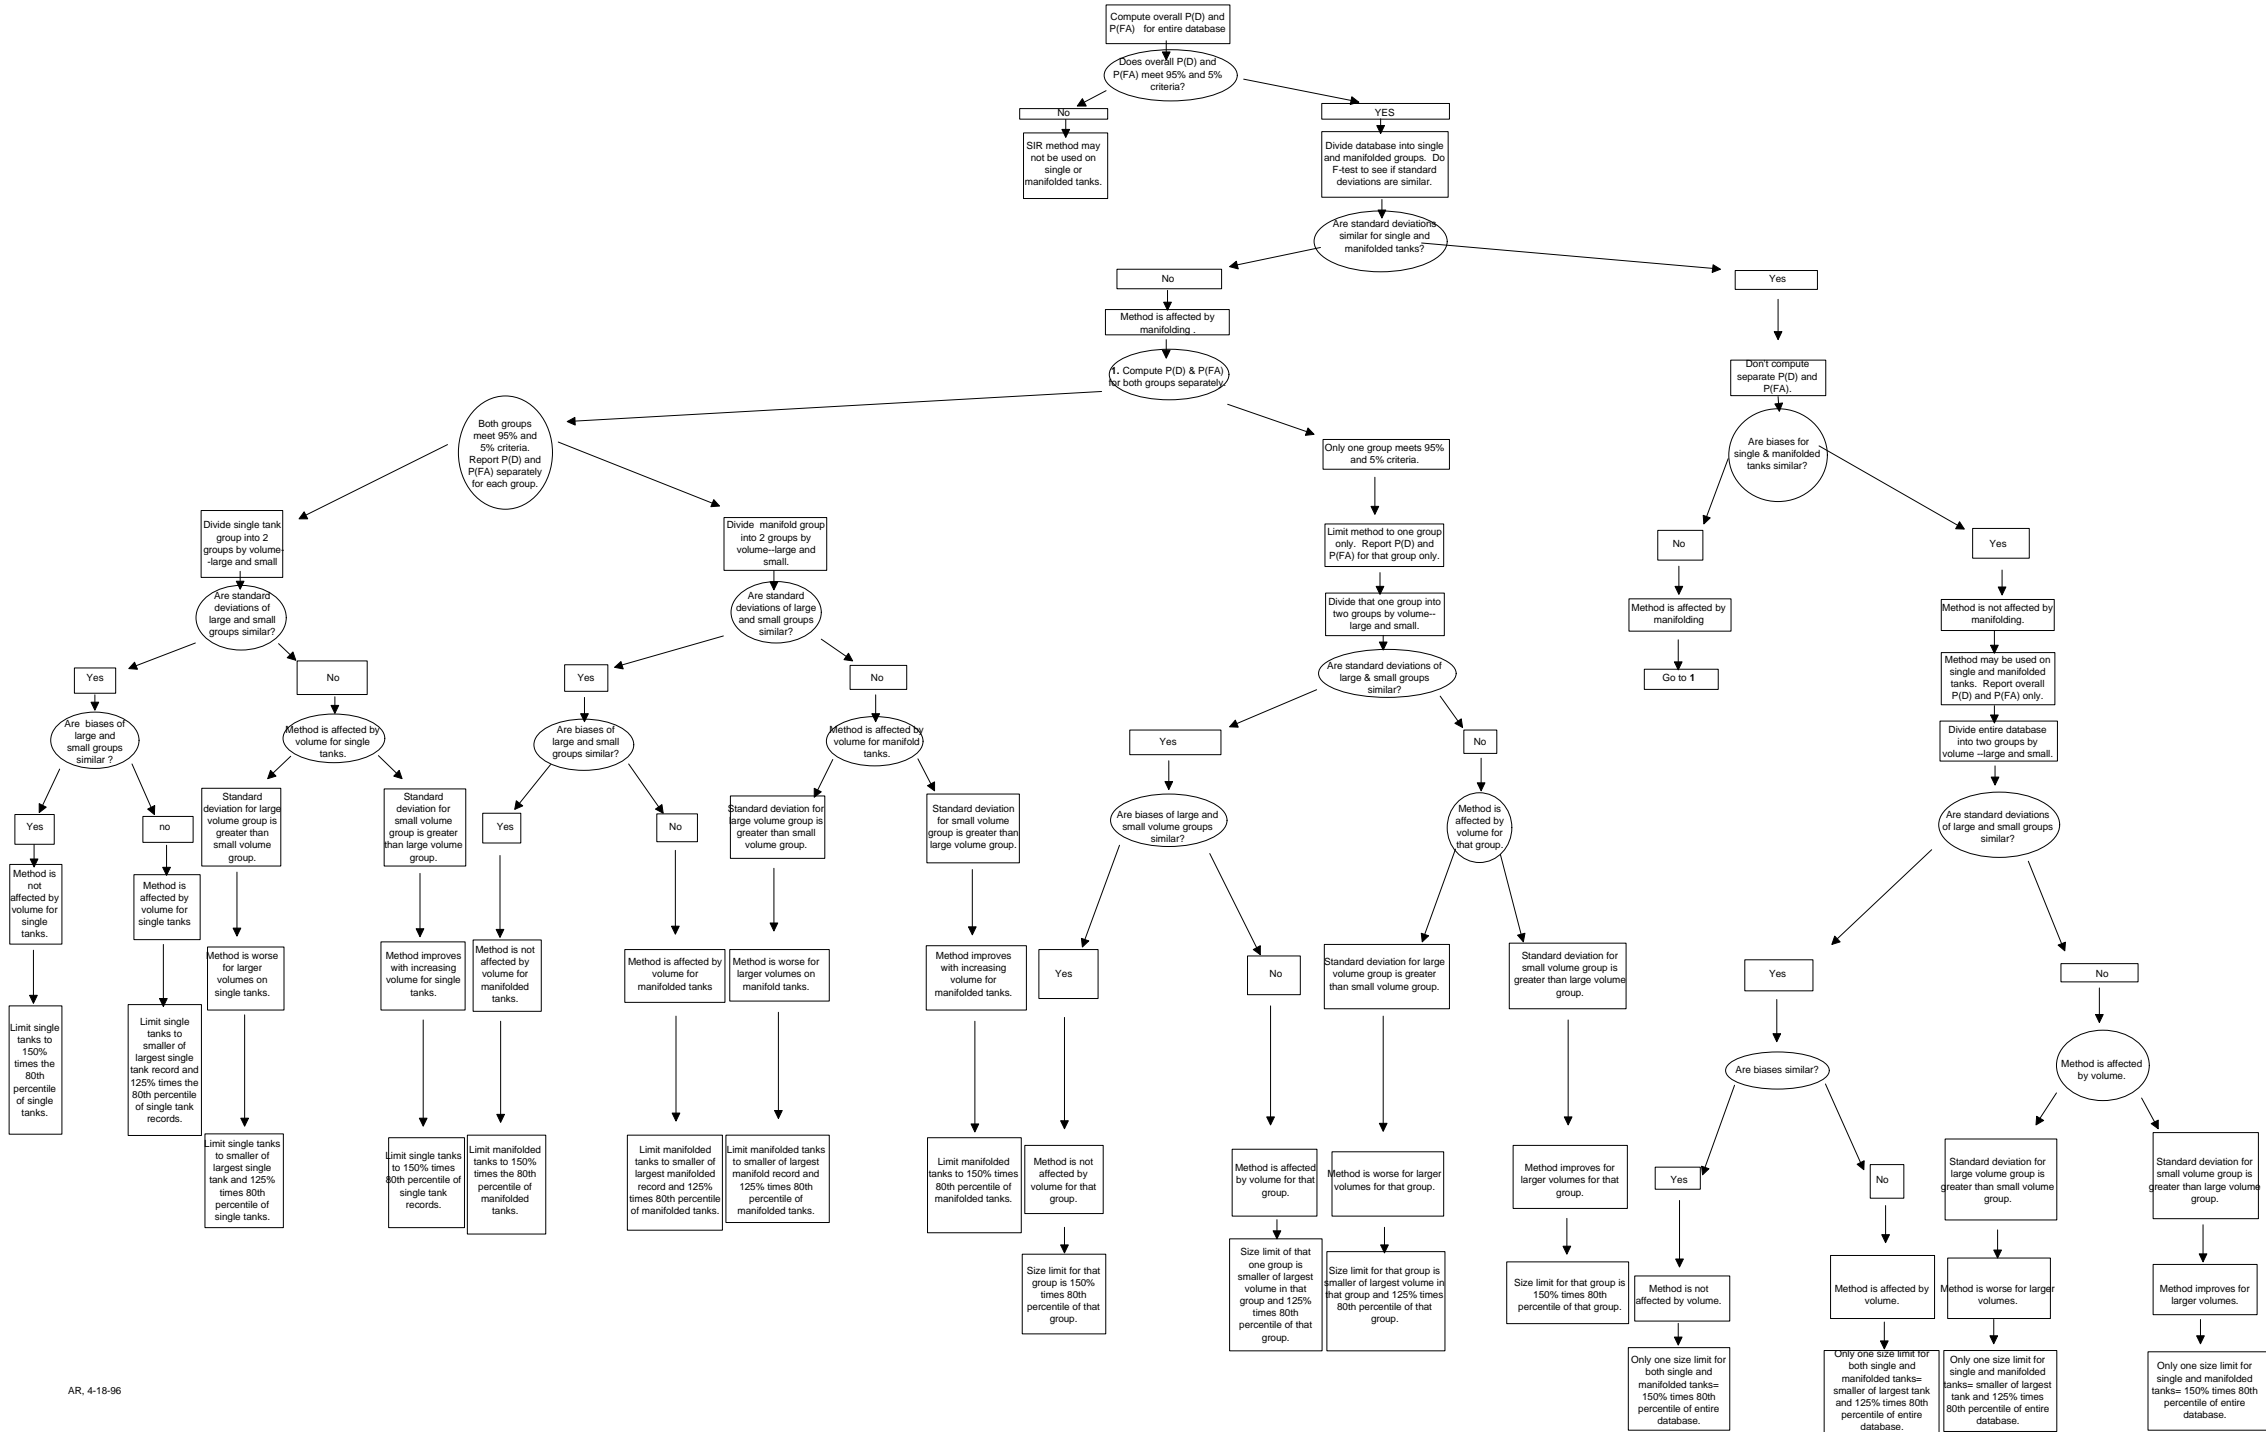 Compute overall P(D) and
P(FA)   for entire database
Does overall P(D) and
P(FA) meet 95% and 5%
criteria?
No
YES
SIR method may
not be used on
single or
manifolded tanks.
Divide database into single
and manifolded groups.  Do
F-test to see if standard
deviations are similar.
Are standard deviations
similar for single and
manifolded tanks?
No
Yes
Method is affected by
manifolding .
1. Compute P(D) & P(FA)
for both groups separately.
Don't compute
separate P(D) and
P(FA).
Both groups
meet 95% and
5% criteria.
Report P(D) and
P(FA) separately
for each group.
Only one group meets 95%
and 5% criteria.
Are biases for
single & manifolded
tanks similar?
Divide single tank
group into 2
groups by volume-
-large and small
Divide  manifold group
into 2 groups by
volume--large and
small.
Limit method to one group
only.  Report P(D) and
P(FA) for that group only.
No
Yes
Are standard
deviations of
large and small
groups similar?
Are standard
deviations of large
and small groups
similar?
Divide that one group into
two groups by volume--
large and small.
Method is affected by
manifolding
Method is not affected by
manifolding.
Yes
No
Yes
No
Are standard deviations of
large & small groups
similar?
Go to 1
Method may be used on
single and manifolded
tanks.  Report overall
P(D) and P(FA) only.
Are  biases of
large and
small groups
similar ?
Method is affected by
volume for single
tanks.
Are biases of
large and small
groups similar?
Method is affected by
volume for manifold
tanks.
Yes
No
Divide entire database
into two groups by
volume --large and small.
Yes
no
Standard
deviation for large
volume group is
greater than
small volume
group.
Standard
deviation for
small volume
group is greater
than large volume
group.
Yes
No
Standard deviation for
large volume group is
greater than small
volume group.
Standard deviation
for small volume
group is greater than
large volume group.
Are biases of large and
small volume groups
similar?
Method is
affected by
volume for
that group.
Are standard deviations
of large and small groups
similar?
Method is
not
affected by
volume for
single
tanks.
Method is
affected by
volume for
single tanks
Method is worse
for larger
volumes on
single tanks.
Method improves
with increasing
volume for single
tanks.
Method is not
affected by
volume for
manifolded
tanks.
Method is affected by
volume for
manifolded tanks
Method is worse for
larger volumes on
manifold tanks.
Method improves
with increasing
volume for
manifolded tanks.
Yes
No
Standard deviation for large
volume group is greater
than small volume group.
Standard deviation for
small volume group is
greater than large volume
group.
Yes
No
Limit single
tanks to
150%
times the
80th
percentile
of single
tanks.
Limit single
tanks to
smaller of
largest single
tank record and
125% times the
80th percentile
of single tank
records.
Are biases similar?
Method is affected
by volume.
Limit single tanks
to smaller of
largest single
tank and 125%
times 80th
percentile of
single tanks.
Limit single tanks
to 150% times
80th percentile of
single tank
records.
Limit manifolded
tanks to 150%
times the 80th
percentile of
manifolded
tanks.
Limit manifolded
tanks to smaller of
largest manifolded
record and 125%
times 80th percentile
of manifolded tanks.
Limit manifolded tanks
to smaller of largest
manifold record and
125% times 80th
percentile of
manifolded tanks.
Limit manifolded
tanks to 150% times
80th percentile of
manifolded tanks.
Method is not
affected by
volume for that
group.
Method is affected
by volume for that
group.
Method is worse for larger
volumes for that group.
Method improves for
larger volumes for that
group.
Yes
No
Standard deviation for
large volume group is
greater than small volume
group.
Standard deviation for
small volume group is
greater than large volume
group.
Size limit for that
group is 150%
times 80th
percentile of that
group.
Size limit of that
one group is
smaller of largest
volume in that
group and 125%
times 80th
percentile of that
group.
Size limit for that group is
smaller of largest volume in
that group and 125% times
80th percentile of that
group.
Size limit for that group is
150% times 80th
percentile of that group.
Method is not
affected by volume.
Method is affected by
volume.
Method is worse for larger
volumes.
Method improves for
larger volumes.
Only one size limit for
both single and
manifolded tanks=
150% times 80th
percentile of entire
database.
Only one size limit for
both single and
manifolded tanks=
smaller of largest tank
and 125% times 80th
percentile of entire
database.
Only one size limit for
single and manifolded
tanks= smaller of largest
tank and 125% times
80th percentile of entire
database.
Only one size limit for
single and manifolded
tanks= 150% times 80th
percentile of entire
database.
AR, 4-18-96